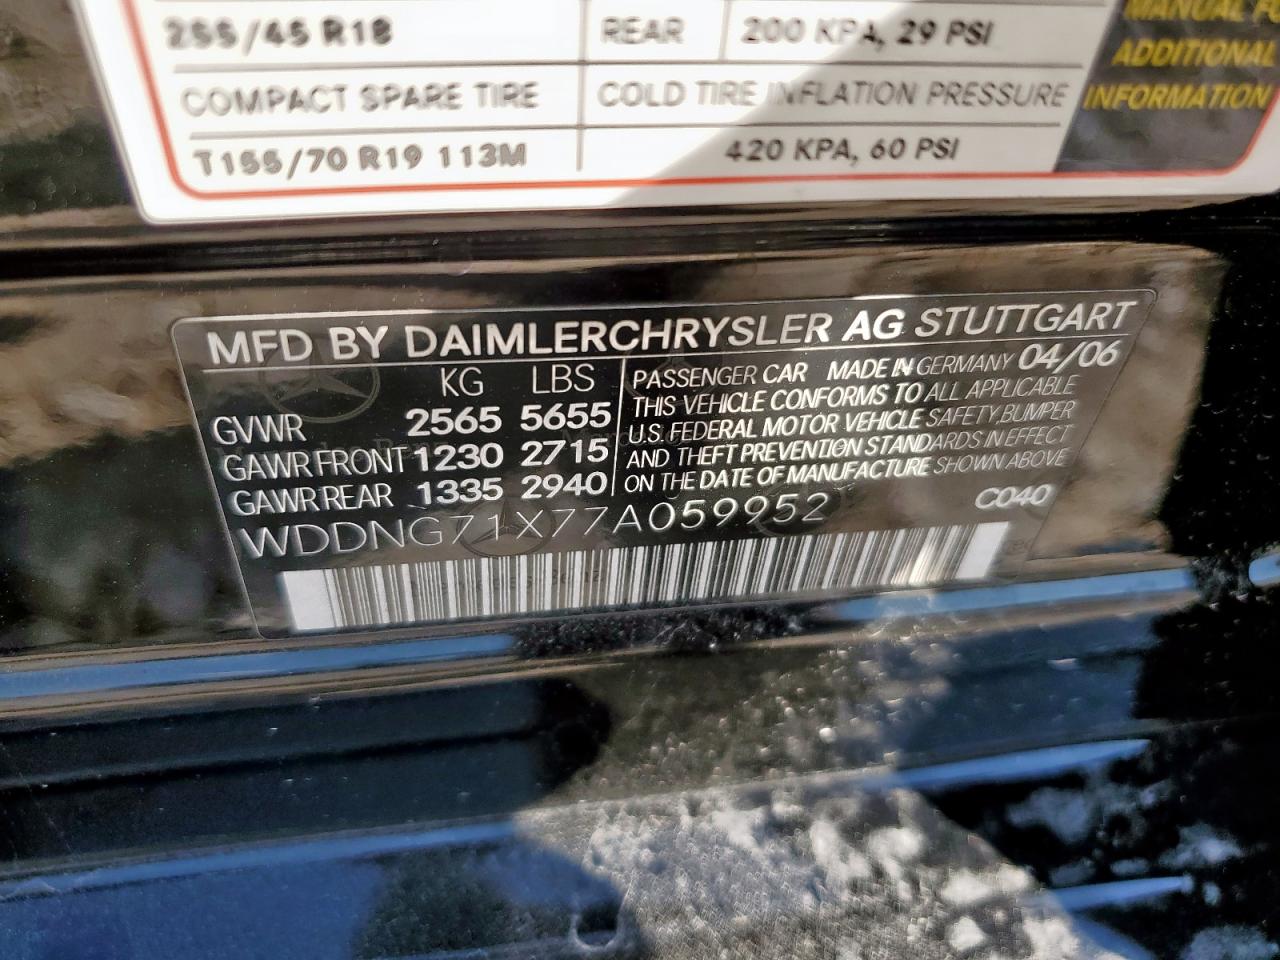 255/45 R18 REAR 200 KPA, 29 PSI
MANUAL FO
ADDITIONAL
INFORMATION
COMPACT SPARE TIRE COLD TIRE INFLATION PRESSURE
T155/70 R19 113M 420 KPA, 60 PSI
MFD BY DAIMLERCHRYSLER AG STUTTGART
KG LBS
GVWR 2565 5655
GAWR FRONT 1230 2715
GAWR REAR 1335 2940
PASSENGER CAR MADE IN GERMANY 04/06
THIS VEHICLE CONFORMS TO ALL APPLICABLE
U.S. FEDERAL MOTOR VEHICLE SAFETY, BUMPER
AND THEFT PREVENTION STANDARDS IN EFFECT
ON THE DATE OF MANUFACTURE SHOWN ABOVE
WDDNG71X77A059952
C040